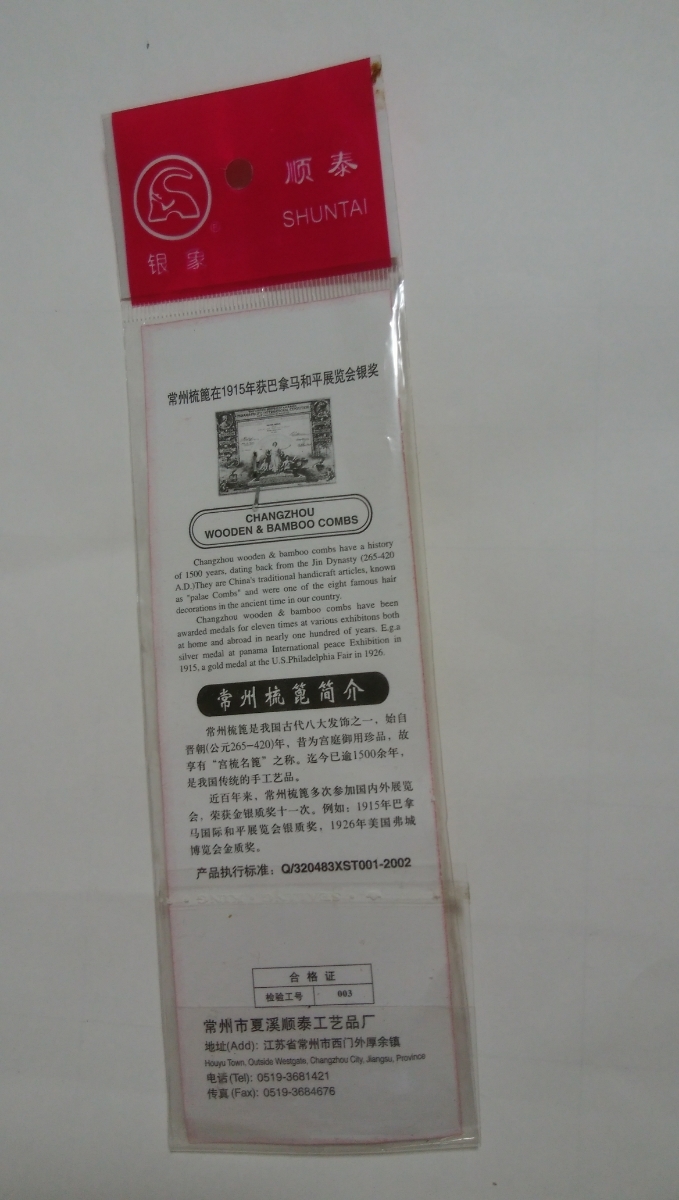 顺泰
SHUNTAI
银象
常州梳篦在1915年获巴拿马和平展览会银奖
CHANGZHOU
WOODEN & BAMBOO COMBS
Changzhou wooden & bamboo combs have a history
of 1500 years, dating back from the Jin Dynasty (265-420
A.D.)They are China's traditional handicraft articles, known
as "palae Combs" and were one of the eight famous hair
decorations in the ancient time in our country.
Changzhou wooden & bamboo combs have been
awarded medals for eleven times at various exhibitons both
at home and abroad in nearly one hundred of years. E.g.a
silver medal at panama International peace Exhibition in
1915, a gold medal at the U.S.Philadelphia Fair in 1926.
常州梳篦简介
常州梳篦是我国古代八大发饰之一，始自
晋朝(公元265-420)年，昔为宫庭御用珍品，故
享有“宫梳名篦”之称。迄今已逾1500余年，
是我国传统的手工艺品。
近百年来，常州梳篦多次参加国内外展览
会，荣获金银质奖十一次。例如：1915年巴拿
马国际和平展览会银质奖，1926年美国弗城
博览会金质奖。
产品执行标准：Q/320483XST001-2002
合格证
检验工号 003
常州市夏溪顺泰工艺品厂
地址(Add): 江苏省常州市西门外厚余镇
Houyu Town, Outside Westgate, Changzhou City, Jiangsu, Province
电话(Tel): 0519-3681421
传真(Fax): 0519-3684676